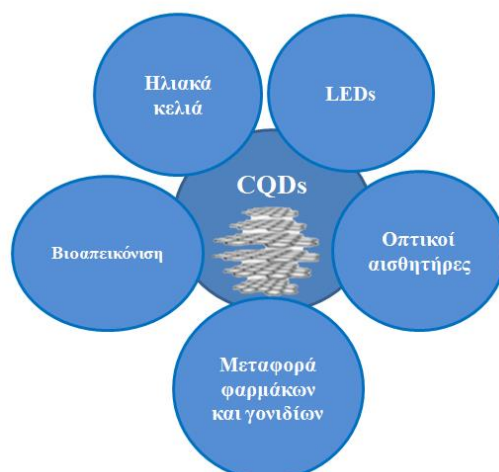 Ηλιακά
κελιά
LEDs
CQDs
Βιοαπεικόνιση
Οπτικοί
αισθητήρες
Μεταφορά
φαρμάκων
και γονιδίων